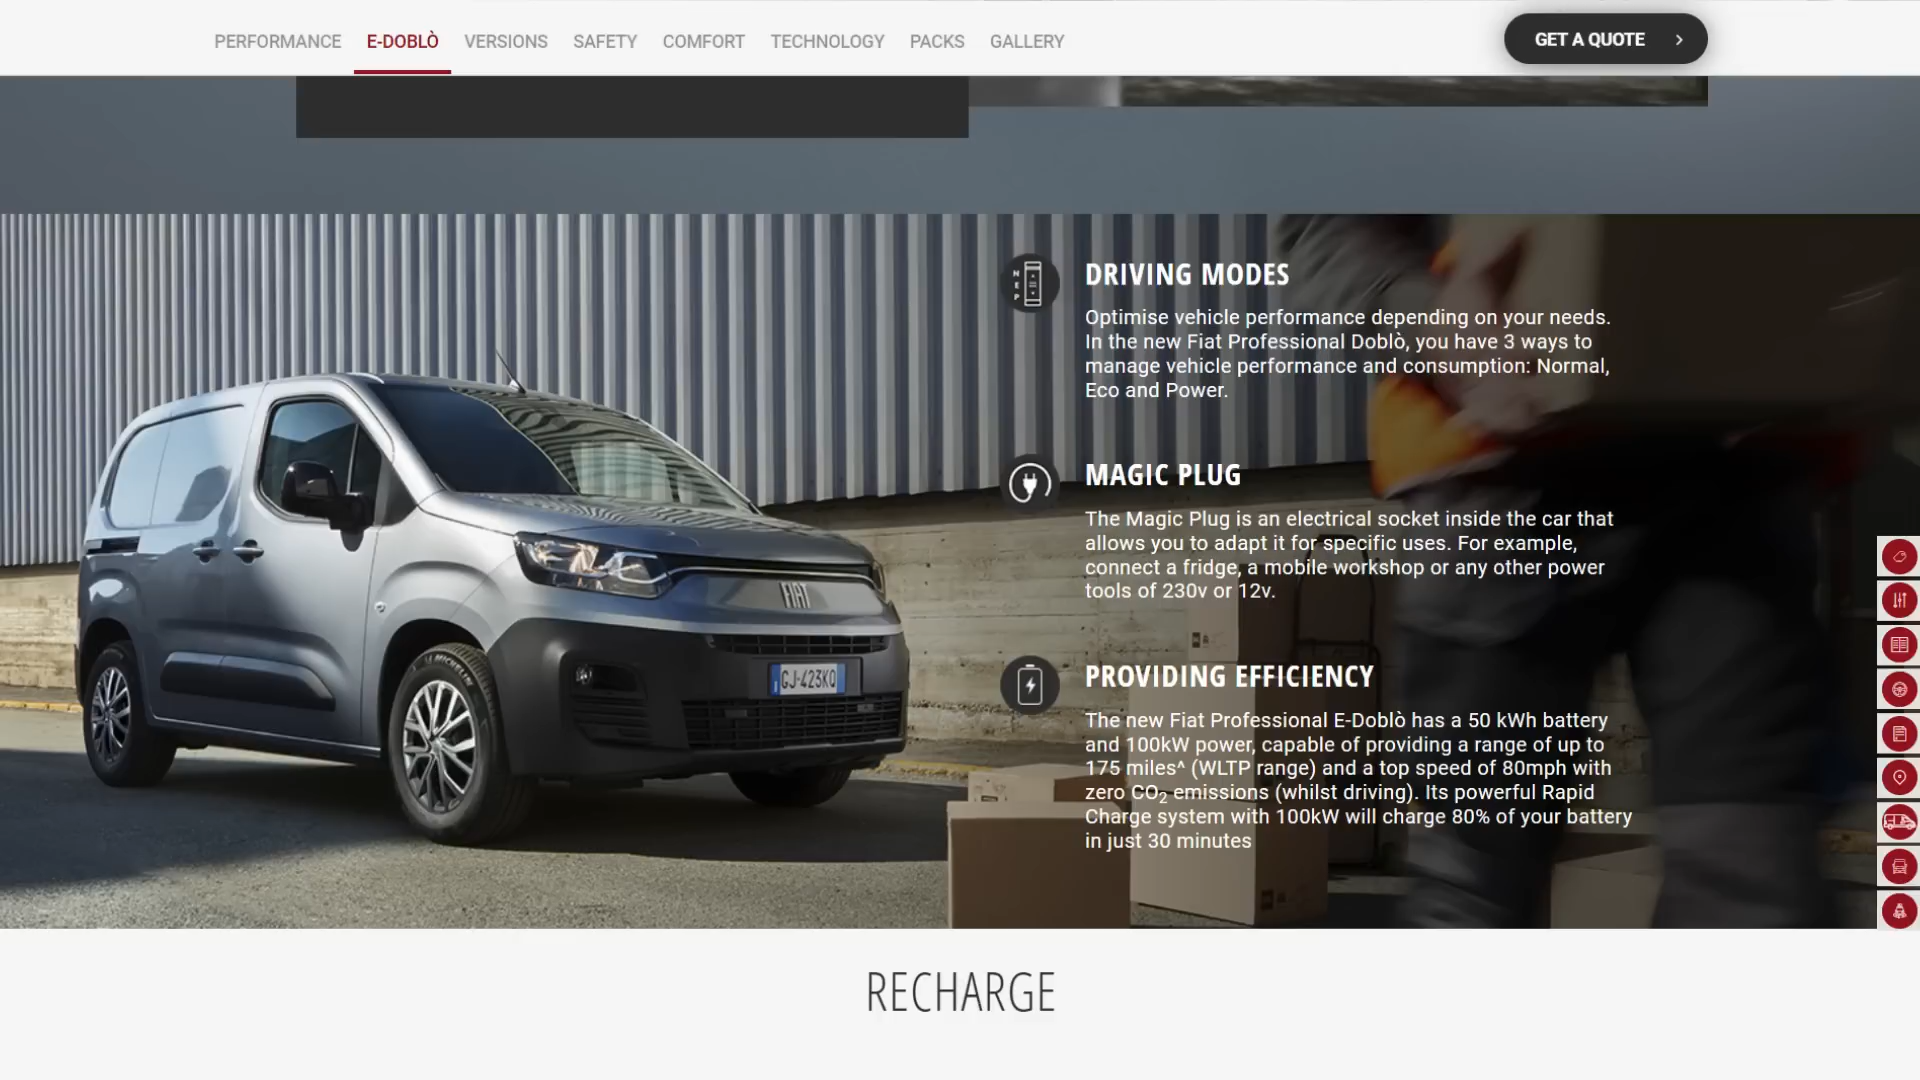 PERFORMANCE E-DOBLÒ VERSIONS SAFETY COMFORT TECHNOLOGY PACKS GALLERY GET A QUOTE
DRIVING MODES
Optimise vehicle performance depending on your needs.
In the new Fiat Professional Doblò, you have 3 ways to
manage vehicle performance and consumption: Normal,
Eco and Power.
N
E
P
MAGIC PLUG
The Magic Plug is an electrical socket inside the car that
allows you to adapt it for specific uses. For example,
connect a fridge, a mobile workshop or any other power
tools of 230v or 12v.
FIAT
MICHELIN
GJ-423KQ
PROVIDING EFFICIENCY
The new Fiat Professional E-Doblò has a 50 kWh battery
and 100kW power, capable of providing a range of up to
175 miles^ (WLTP range) and a top speed of 80mph with
zero CO2 emissions (whilst driving). Its powerful Rapid
Charge system with 100kW will charge 80% of your battery
in just 30 minutes
RECHARGE